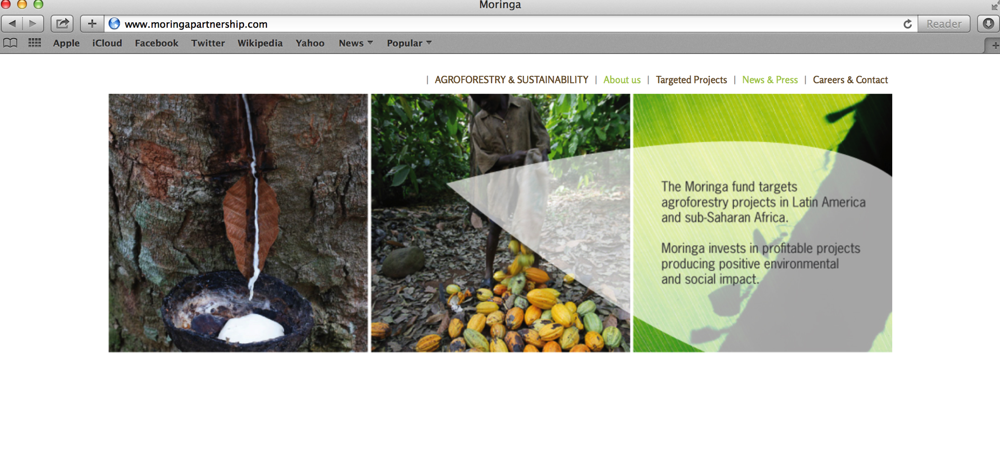 Moringa
www.moringapartnership.com
Reader
Apple iCloud Facebook Twitter Wikipedia Yahoo News Popular
| AGROFORESTRY & SUSTAINABILITY | About us | Targeted Projects | News & Press | Careers & Contact
The Moringa fund targets
agroforestry projects in Latin America
and sub-Saharan Africa.
Moringa invests in profitable projects
producing positive environmental
and social impact.